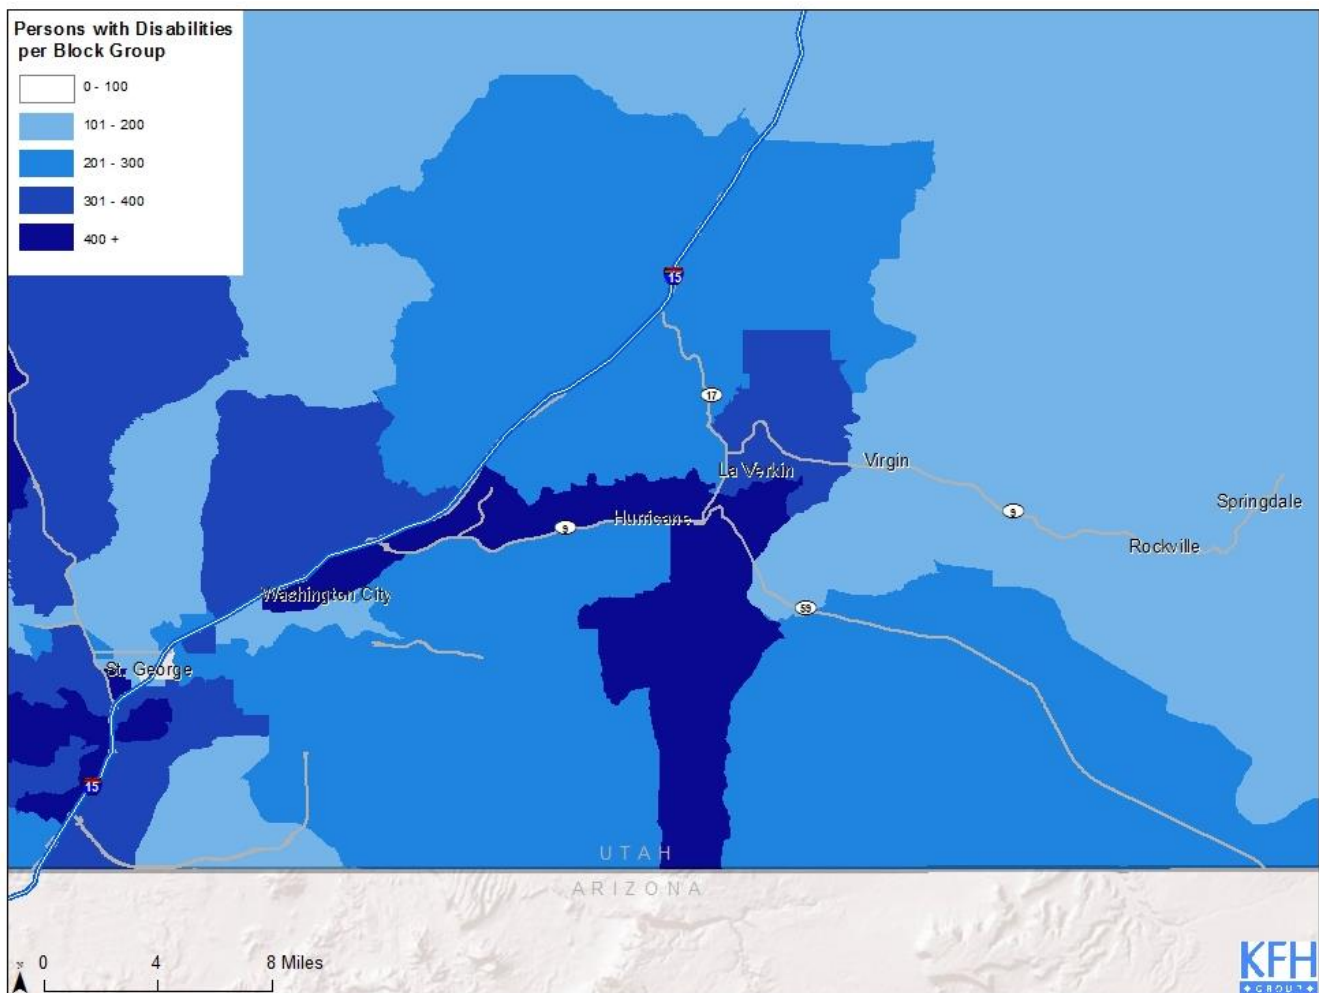 Persons with Disabilities
per Block Group
0 - 100
101 - 200
201 - 300
301 - 400
400 +
15
17
La Verkin
Virgin
Springdale
Hurricane
9
9
Rockville
Washington City
59
St. George
15
UTAH
ARIZONA
N
0 4 8 Miles
KFH
GROUP